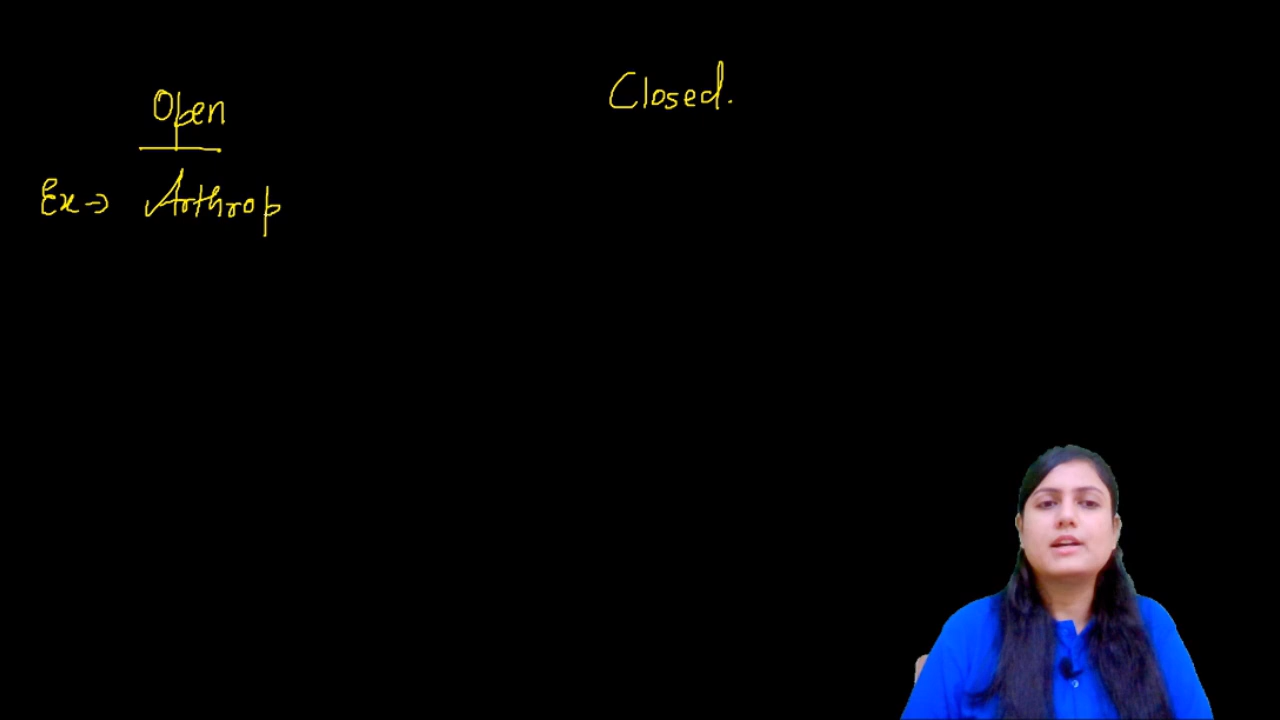 Open
Closed.
Ex → Arthrop